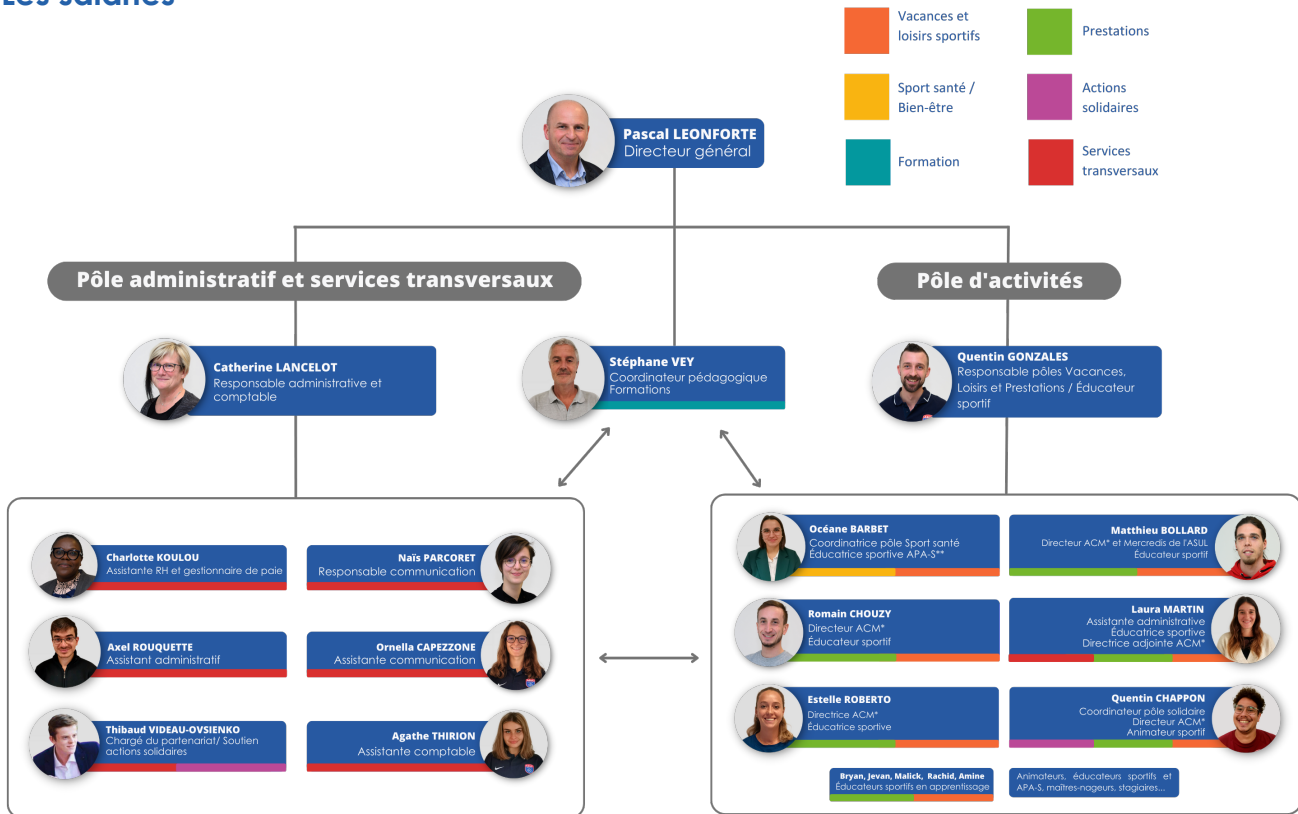 Les salariés
Vacances et
loisirs sportifs
Prestations
Sport santé /
Bien-être
Actions
solidaires
Formation
Services
transversaux
Pascal LEONFORTE
Directeur général
Pôle administratif et services transversaux
Pôle d'activités
Catherine LANCELOT
Responsable administrative et
comptable
Stéphane VEY
Coordinateur pédagogique
Formations
Quentin GONZALES
Responsable pôles Vacances,
Loisirs et Prestations / Éducateur
sportif
Charlotte KOULOU
Assistante RH et gestionnaire de paie
Naïs PARCORET
Responsable communication
Axel ROUQUETTE
Assistant administratif
Ornella CAPEZZONE
Assistante communication
Thibaud VIDEAU-OVSIENKO
Chargé du partenariat/ Soutien
actions solidaires
Agathe THIRION
Assistante comptable
Océane BARBET
Coordinatrice pôle Sport santé
Éducatrice sportive APA-S**
Matthieu BOLLARD
Directeur ACM* et Mercredis de l'ASUL
Éducateur sportif
Romain CHOUZY
Directeur ACM*
Éducateur sportif
Laura MARTIN
Assistante administrative
Éducatrice sportive
Directrice adjointe ACM*
Estelle ROBERTO
Directrice ACM*
Éducatrice sportive
Quentin CHAPPON
Coordinateur pôle solidaire
Directeur ACM*
Animateur sportif
Bryan, Jevan, Malick, Rachid, Amine
Éducateurs sportifs en apprentissage
Animateurs, éducateurs sportifs et
APA-S, maîtres-nageurs, stagiaires...